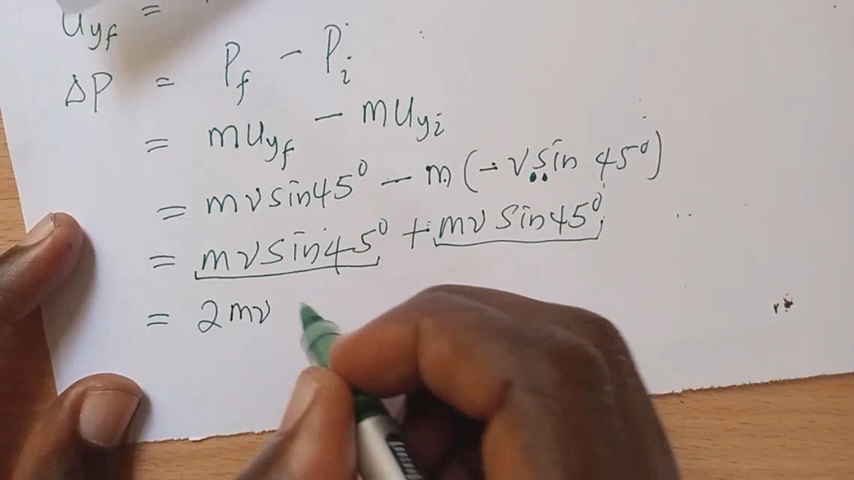 Uyf =
ΔP = Pf - Pi
= mUyf - mUyi
= mvsin45° - m(-vsin 45°)
= mvsin45° + mvsin45°
= 2mv